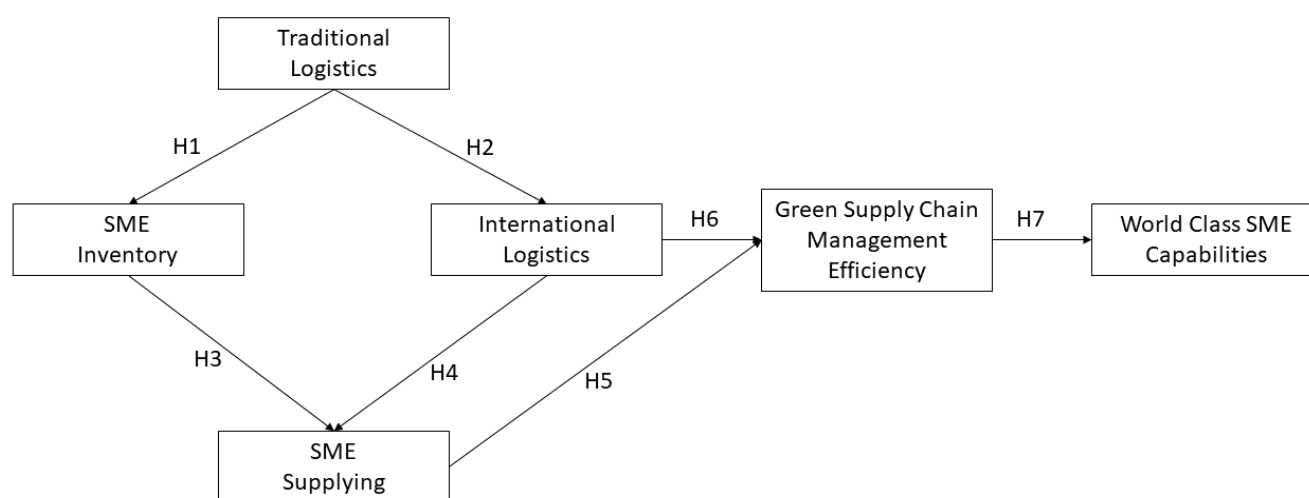 Traditional
Logistics
H1
H2
SME
Inventory
International
Logistics
H6
Green Supply Chain
Management
Efficiency
H7
World Class SME
Capabilities
H3
H4
H5
SME
Supplying